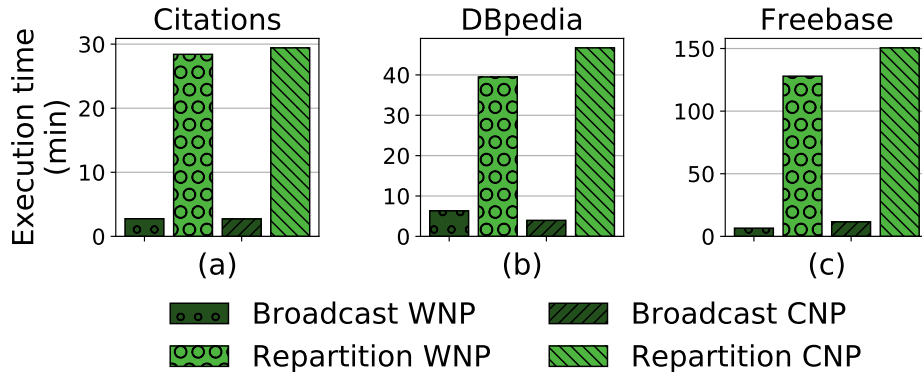 Citations
DBpedia
Freebase
Execution time
(min)
30
20
10
0
40
30
20
10
0
150
100
50
0
(a)
(b)
(c)
Broadcast WNP
Broadcast CNP
Repartition WNP
Repartition CNP